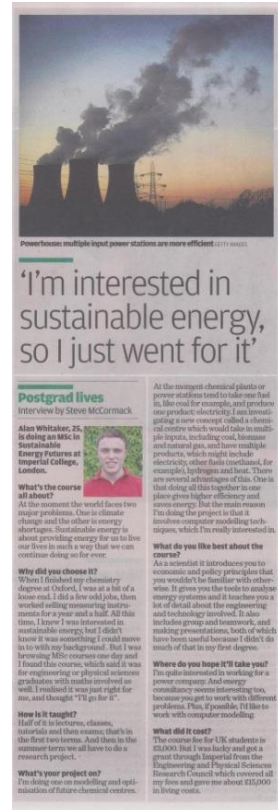 Powerhouse: multiple input power stations are more efficient GETTY IMAGES
'I'm interested in
sustainable energy,
so I just went for it'
Postgrad lives
Interview by Steve McCormack
Alan Whitaker, 25,
is doing an MSc in
Sustainable
Energy Futures at
Imperial College,
London.
What's the course
all about?
At the moment the world faces two
major problems. One is climate
change and the other is energy
shortages. Sustainable energy is
about providing energy for us to live
our lives in such a way that we can
continue doing so for ever.
Why did you choose it?
When I finished my chemistry
degree at Oxford, I was at a bit of a
loose end. I did a few odd jobs, then
worked selling measuring instru-
ments for a year and a half. All this
time, I knew I was interested in
sustainable energy, but I didn't
know it was something I could move
in to with my background. But I was
browsing MSc courses one day and
I found this course, which said it was
for engineering or physical sciences
graduates with maths involved as
well. I realised it was just right for
me, and thought "I'll go for it".
How is it taught?
Half of it is lectures, classes,
tutorials and then exams; that's in
the first two terms. And then in the
summer term we all have to do a
research project.
What's your project on?
I'm doing one on modelling and opti-
misation of future chemical centres.
At the moment chemical plants or
power stations tend to take one fuel
in, like coal for example, and produce
one product: electricity. I am investi-
gating a new concept called a chemi-
cal centre which would take in multi-
ple inputs, including coal, biomass
and natural gas, and have multiple
products, which might include
electricity, other fuels (methanol, for
example), hydrogen and heat. There
are several advantages of this. One is
that doing all this together in one
place gives higher efficiency and
saves energy. But the main reason
I'm doing the project is that it
involves computer modelling tech-
niques, which I'm really interested in.
What do you like best about the
course?
As a scientist it introduces you to
economic and policy principles that
you wouldn't be familiar with other-
wise. It gives you the tools to analyse
energy systems and it teaches you a
lot of detail about the engineering
and technology involved. It also
includes group and teamwork, and
making presentations, both of which
have been useful because I didn't do
much of that in my first degree.
Where do you hope it'll take you?
I'm quite interested in working for a
power company. And energy
consultancy seems interesting too,
because you get to work with different
problems. Plus, if possible, I'd like to
work with computer modelling.
What did it cost?
The course fee for UK students is
£5,000. But I was lucky and got a
grant through Imperial from the
Engineering and Physical Sciences
Research Council which covered all
my fees and gave me about £15,000
in living costs.